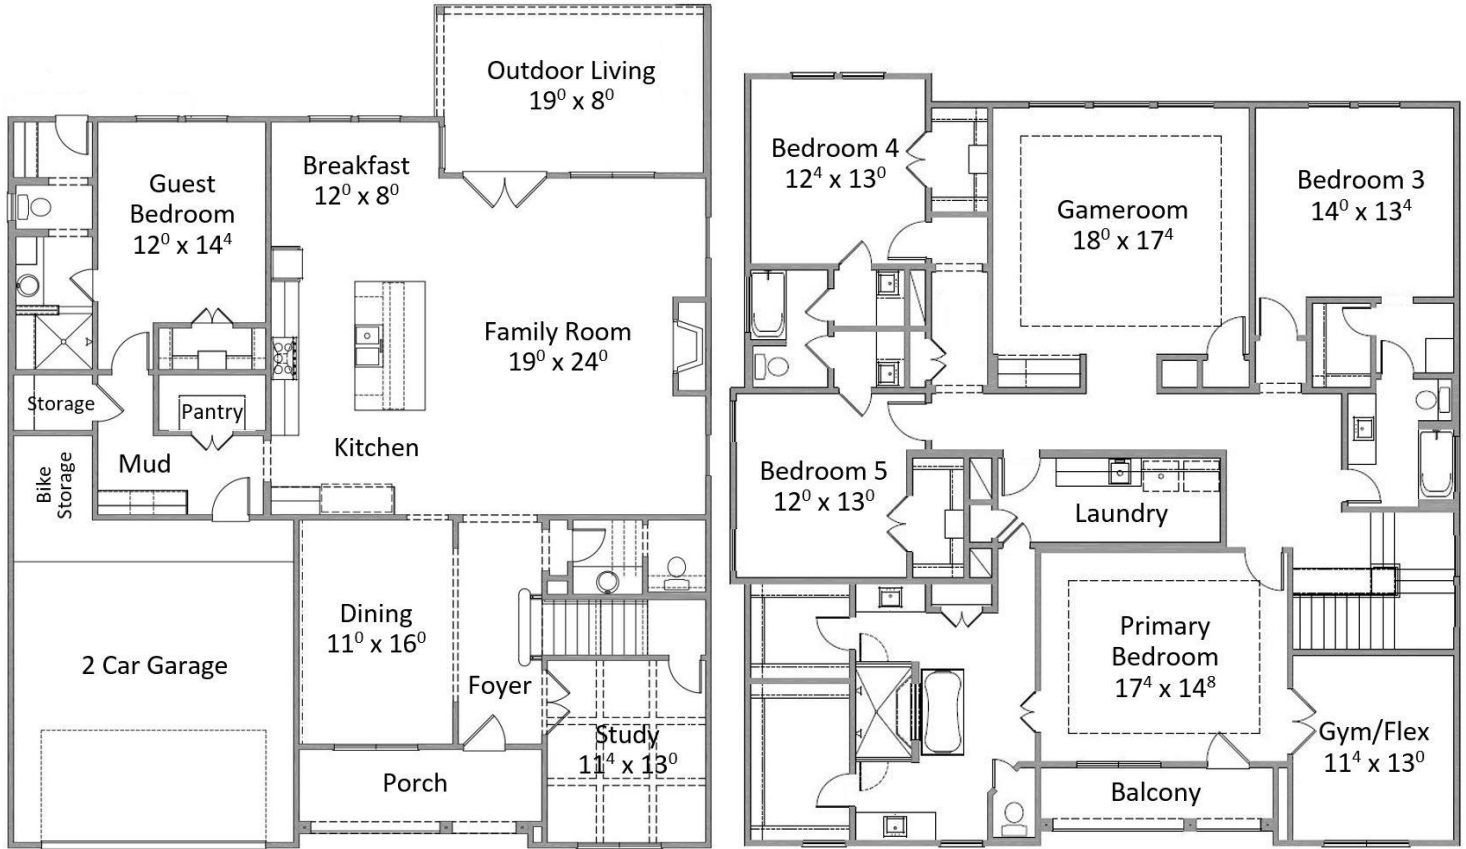 Outdoor Living
19⁰ x 8⁰
Breakfast
12⁰ x 8⁰
Guest
Bedroom
12⁰ x 14⁴
Family Room
19⁰ x 24⁰
Storage
Pantry
Kitchen
Mud
Bike
Storage
Dining
11⁰ x 16⁰
2 Car Garage
Foyer
Study
11⁴ x 13⁰
Porch
Bedroom 4
12⁴ x 13⁰
Gameroom
18⁰ x 17⁴
Bedroom 3
14⁰ x 13⁴
Bedroom 5
12⁰ x 13⁰
Laundry
Primary
Bedroom
17⁴ x 14⁸
Gym/Flex
11⁴ x 13⁰
Balcony